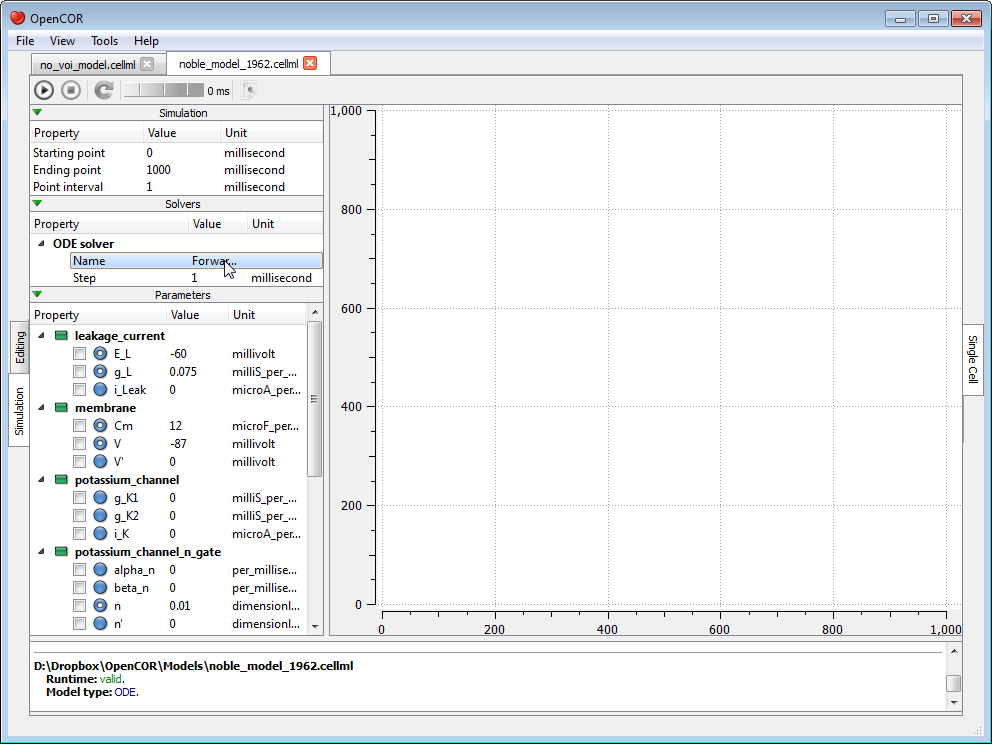 OpenCOR
File View Tools Help
no_voi_model.cellml noble_model_1962.cellml
0 ms
Simulation
Property Value Unit
Starting point 0 millisecond
Ending point 1000 millisecond
Point interval 1 millisecond
Solvers
Property Value Unit
ODE solver
Name Forwar...
Step 1 millisecond
Parameters
Property Value Unit
leakage_current
E_L -60 millivolt
g_L 0.075 milliS_per_...
i_Leak 0 microA_per...
membrane
Cm 12 microF_per...
V -87 millivolt
V' 0 millivolt
potassium_channel
g_K1 0 milliS_per_...
g_K2 0 milliS_per_...
i_K 0 microA_per...
potassium_channel_n_gate
alpha_n 0 per_millise...
beta_n 0 per_millise...
n 0.01 dimensionl...
n' 0 dimensionl...
Editing
Simulation
1,000
800
600
400
200
0
0 200 400 600 800 1,000
Single Cell
D:\Dropbox\OpenCOR\Models\noble_model_1962.cellml
Runtime: valid.
Model type: ODE.